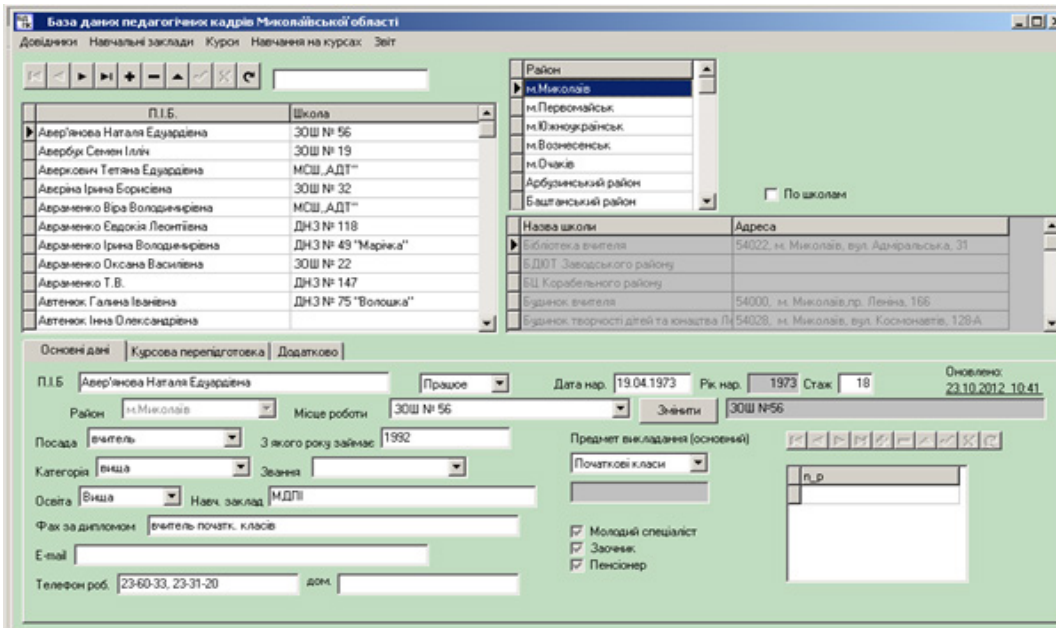 База даних педагогічних кадрів Миколаївської області
Довідники Навчальні заклади Курси Навчання на курсах Звіт
П.І.Б. Школа
Авер'янова Наталя Едуардівна ЗОШ № 56
Авербух Семен Ілліч ЗОШ № 19
Аверкович Тетяна Едуардівна МСШ,,АДТ"
Авєріна Ірина Борисівна ЗОШ № 32
Авраменко Віра Володимирівна МСШ,,АДТ"
Авраменко Євдокія Леонтіївна ДНЗ № 118
Авраменко Ірина Володимирівна ДНЗ № 49 "Марічка"
Авраменко Оксана Василівна ЗОШ № 22
Авраменко Т.В. ДНЗ № 147
Автенюк Галина Іванівна ДНЗ № 75 "Волошка"
Автенюк Інна Олександрівна
Район
м.Миколаїв
м.Первомайськ
м.Южноукраїнськ
м.Вознесенськ
м.Очаків
Арбузинський район
Баштанський район
По школам
Назва школи Адреса
Бібліотека вчителя 54022, м. Миколаїв, вул. Адміральська, 31
БДЮТ Заводського району
БЦ Корабельного району
Будинок вчителя 54000, м. Миколаїв,пр. Леніна, 166
Будинок творчості дітей та юнацтва Ле 54028, м. Миколаїв, вул. Космонавтів, 128-А
Основні дані Курсова перепідготовка Додатково
П.І.Б Авер'янова Наталя Едуардівна Працює Дата нар. 19.04.1973 Рік нар. 1973 Стаж 18 Оновлено:
23.10.2012 10:41
Район м.Миколаїв Місце роботи ЗОШ № 56 Змінити ЗОШ №56
Посада вчитель З якого року займає 1992 Предмет викладання (основний)
Категорія вища Звання Початкові класи n_p
Освіта Вища Навч. заклад МДПІ
Фах за дипломом вчитель початк. класів
Молодий спеціаліст
E-mail Заочник
Пенсіонер
Телефон роб. 23-60-33, 23-31-20 дом.